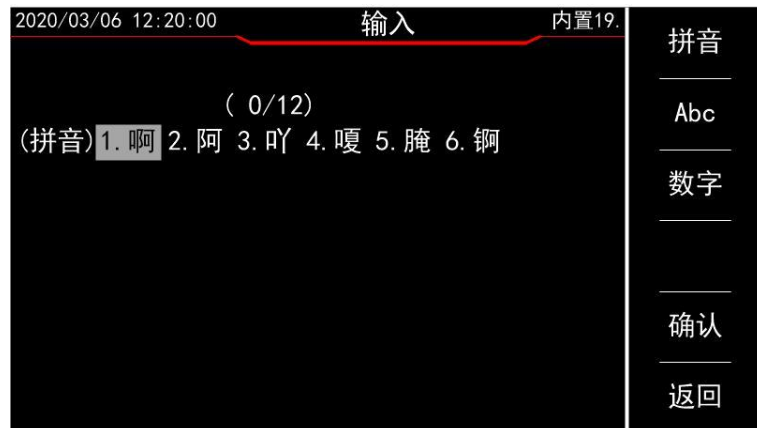 2020/03/06 12:20:00 输入 内置19.
( 0/12)
(拼音)1.啊 2.阿 3.吖 4.嗄 5.腌 6.锕
拼音
Abc
数字
确认
返回